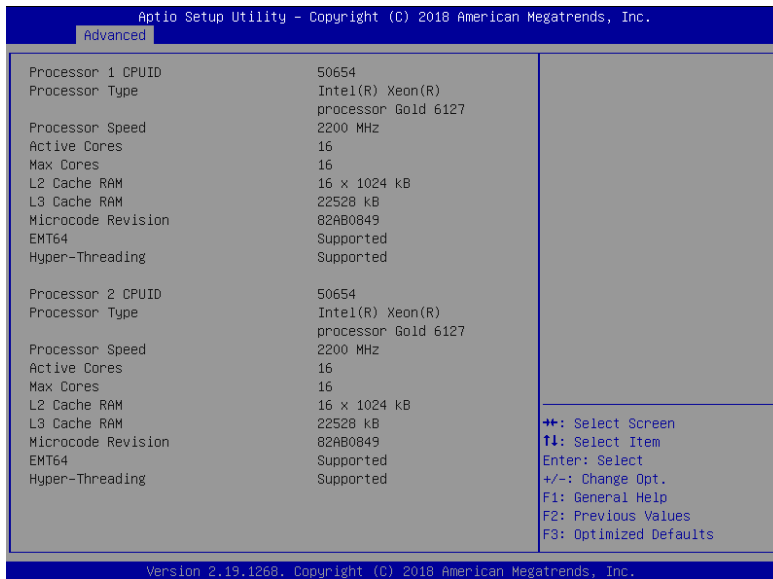 Aptio Setup Utility – Copyright (C) 2018 American Megatrends, Inc.
Advanced
Processor 1 CPUID 50654
Processor Type Intel(R) Xeon(R)
processor Gold 6127
Processor Speed 2200 MHz
Active Cores 16
Max Cores 16
L2 Cache RAM 16 x 1024 kB
L3 Cache RAM 22528 kB
Microcode Revision 82AB0849
EMT64 Supported
Hyper-Threading Supported
Processor 2 CPUID 50654
Processor Type Intel(R) Xeon(R)
processor Gold 6127
Processor Speed 2200 MHz
Active Cores 16
Max Cores 16
L2 Cache RAM 16 x 1024 kB
L3 Cache RAM 22528 kB
Microcode Revision 82AB0849
EMT64 Supported
Hyper-Threading Supported
→←: Select Screen
↑↓: Select Item
Enter: Select
+/-: Change Opt.
F1: General Help
F2: Previous Values
F3: Optimized Defaults
Version 2.19.1268. Copyright (C) 2018 American Megatrends, Inc.